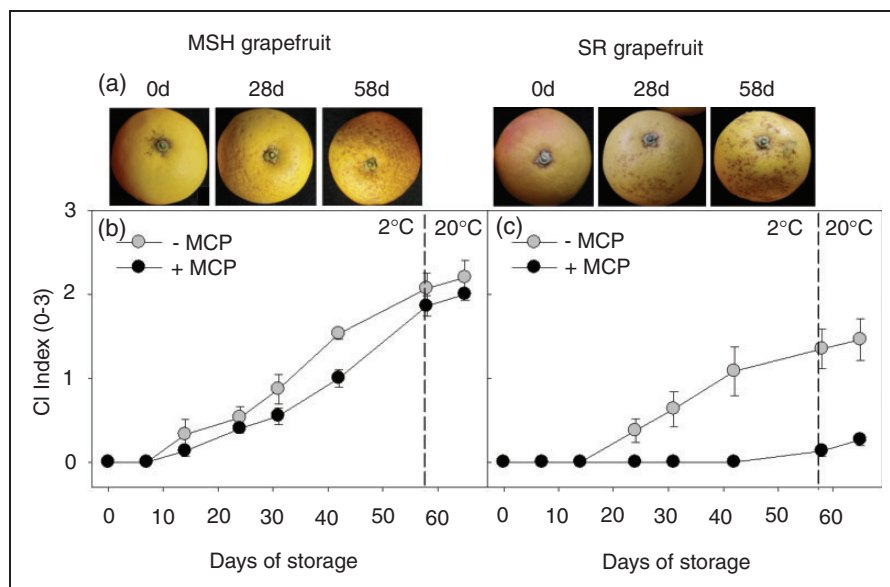 MSH grapefruit SR grapefruit
(a)
0d 28d 58d 0d 28d 58d
3
(b) 2°C 20°C (c) 2°C 20°C
- MCP - MCP
+ MCP + MCP
2
CI Index (0-3)
1
0
0 10 20 30 40 50 60 0 10 20 30 40 50 60
Days of storage Days of storage